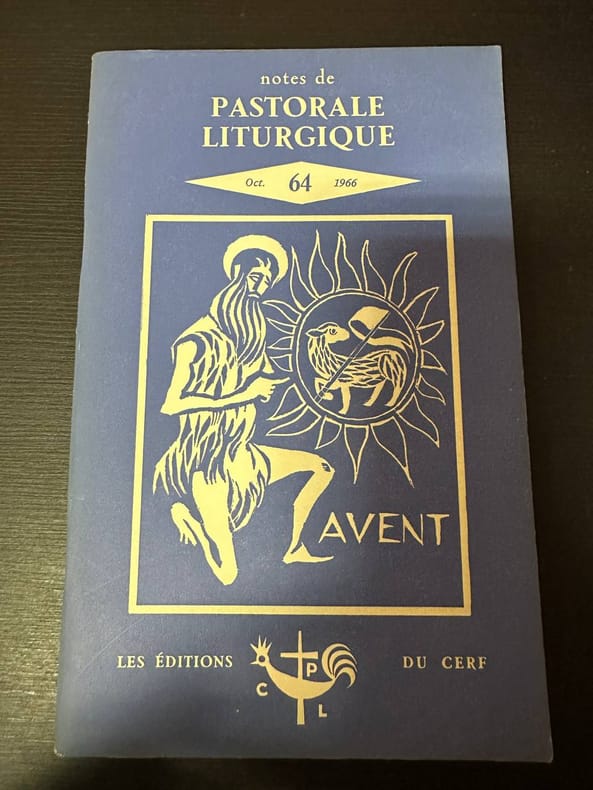 notes de
PASTORALE
LITURGIQUE
Oct. 64 1966
AVENT
LES ÉDITIONS DU CERF
C P L